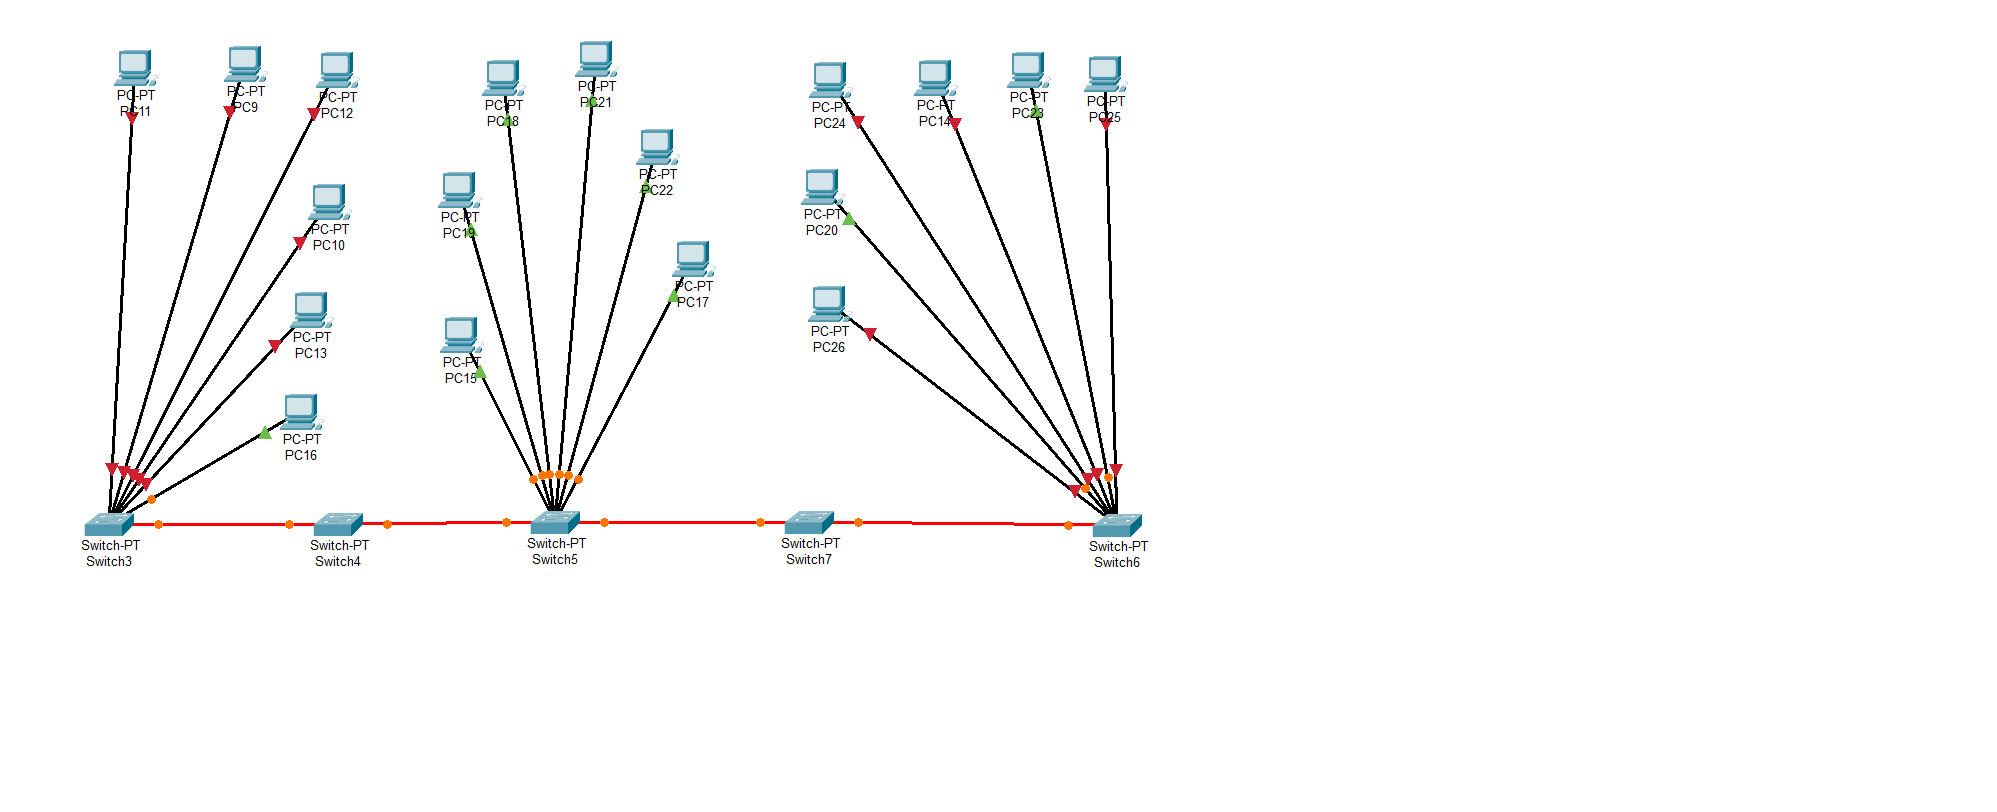 PC-PT
PC11
PC-PT
PC9
PC-PT
PC12
PC-PT
PC10
PC-PT
PC13
PC-PT
PC16
PC-PT
PC18
PC-PT
PC21
PC-PT
PC22
PC-PT
PC19
PC-PT
PC17
PC-PT
PC15
PC-PT
PC24
PC-PT
PC14
PC-PT
PC23
PC-PT
PC25
PC-PT
PC20
PC-PT
PC26
Switch-PT
Switch3
Switch-PT
Switch4
Switch-PT
Switch5
Switch-PT
Switch7
Switch-PT
Switch6